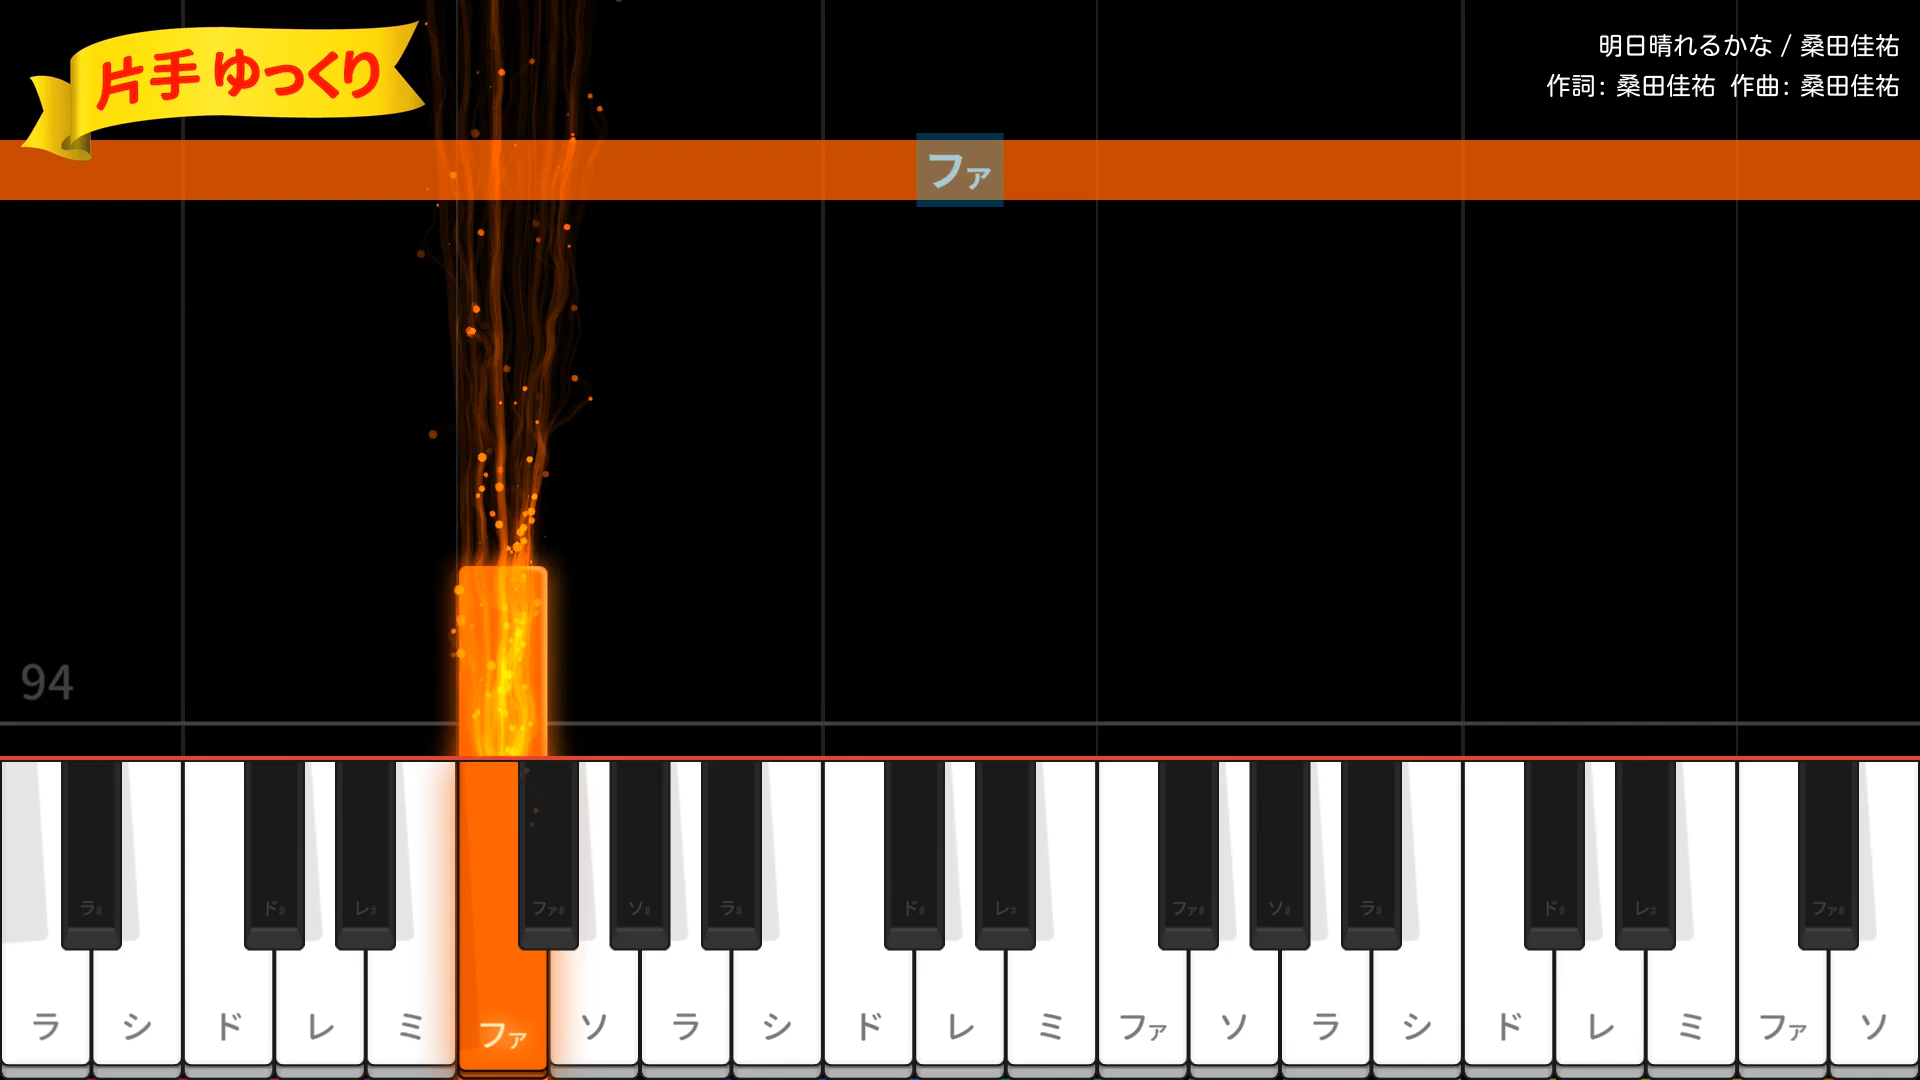 片手 ゆっくり
明日晴れるかな / 桑田佳祐
作詞: 桑田佳祐 作曲: 桑田佳祐
ファ
94
ラ# ド# レ# ファ# ソ# ラ# ド# レ# ファ# ソ# ラ# ド# レ# ファ#
ラ シ ド レ ミ ファ ソ ラ シ ド レ ミ ファ ソ ラ シ ド レ ミ ファ ソ